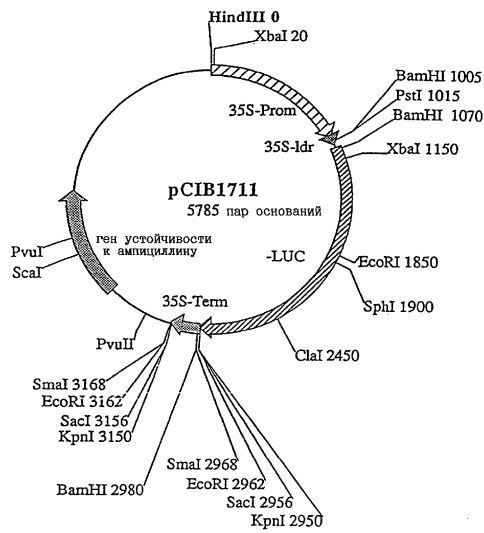 HindIII 0
XbaI 20
BamHI 1005
PstI 1015
BamHI 1070
XbaI 1150
35S-Prom
35S-Idr
pCIB1711
5785 пар оснований
ген устойчивости
к ампициллину
-LUC
PvuI
ScaI
EcoRI 1850
SphI 1900
35S-Term
ClaI 2450
PvuII
SmaI 3168
EcoRI 3162
SacI 3156
KpnI 3150
BamHI 2980
SmaI 2968
EcoRI 2962
SacI 2956
KpnI 2950